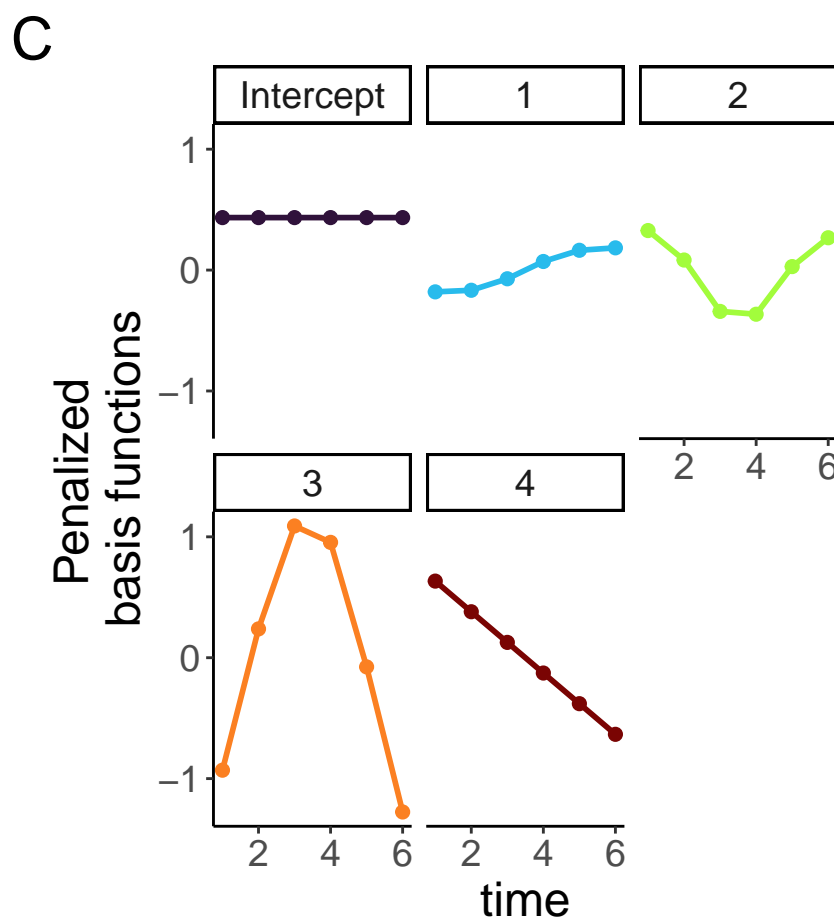 C
Intercept 1 2
1
0
−1
2 4 6
Penalized
basis functions
3 4
1
0
−1
2 4 6 2 4 6
time